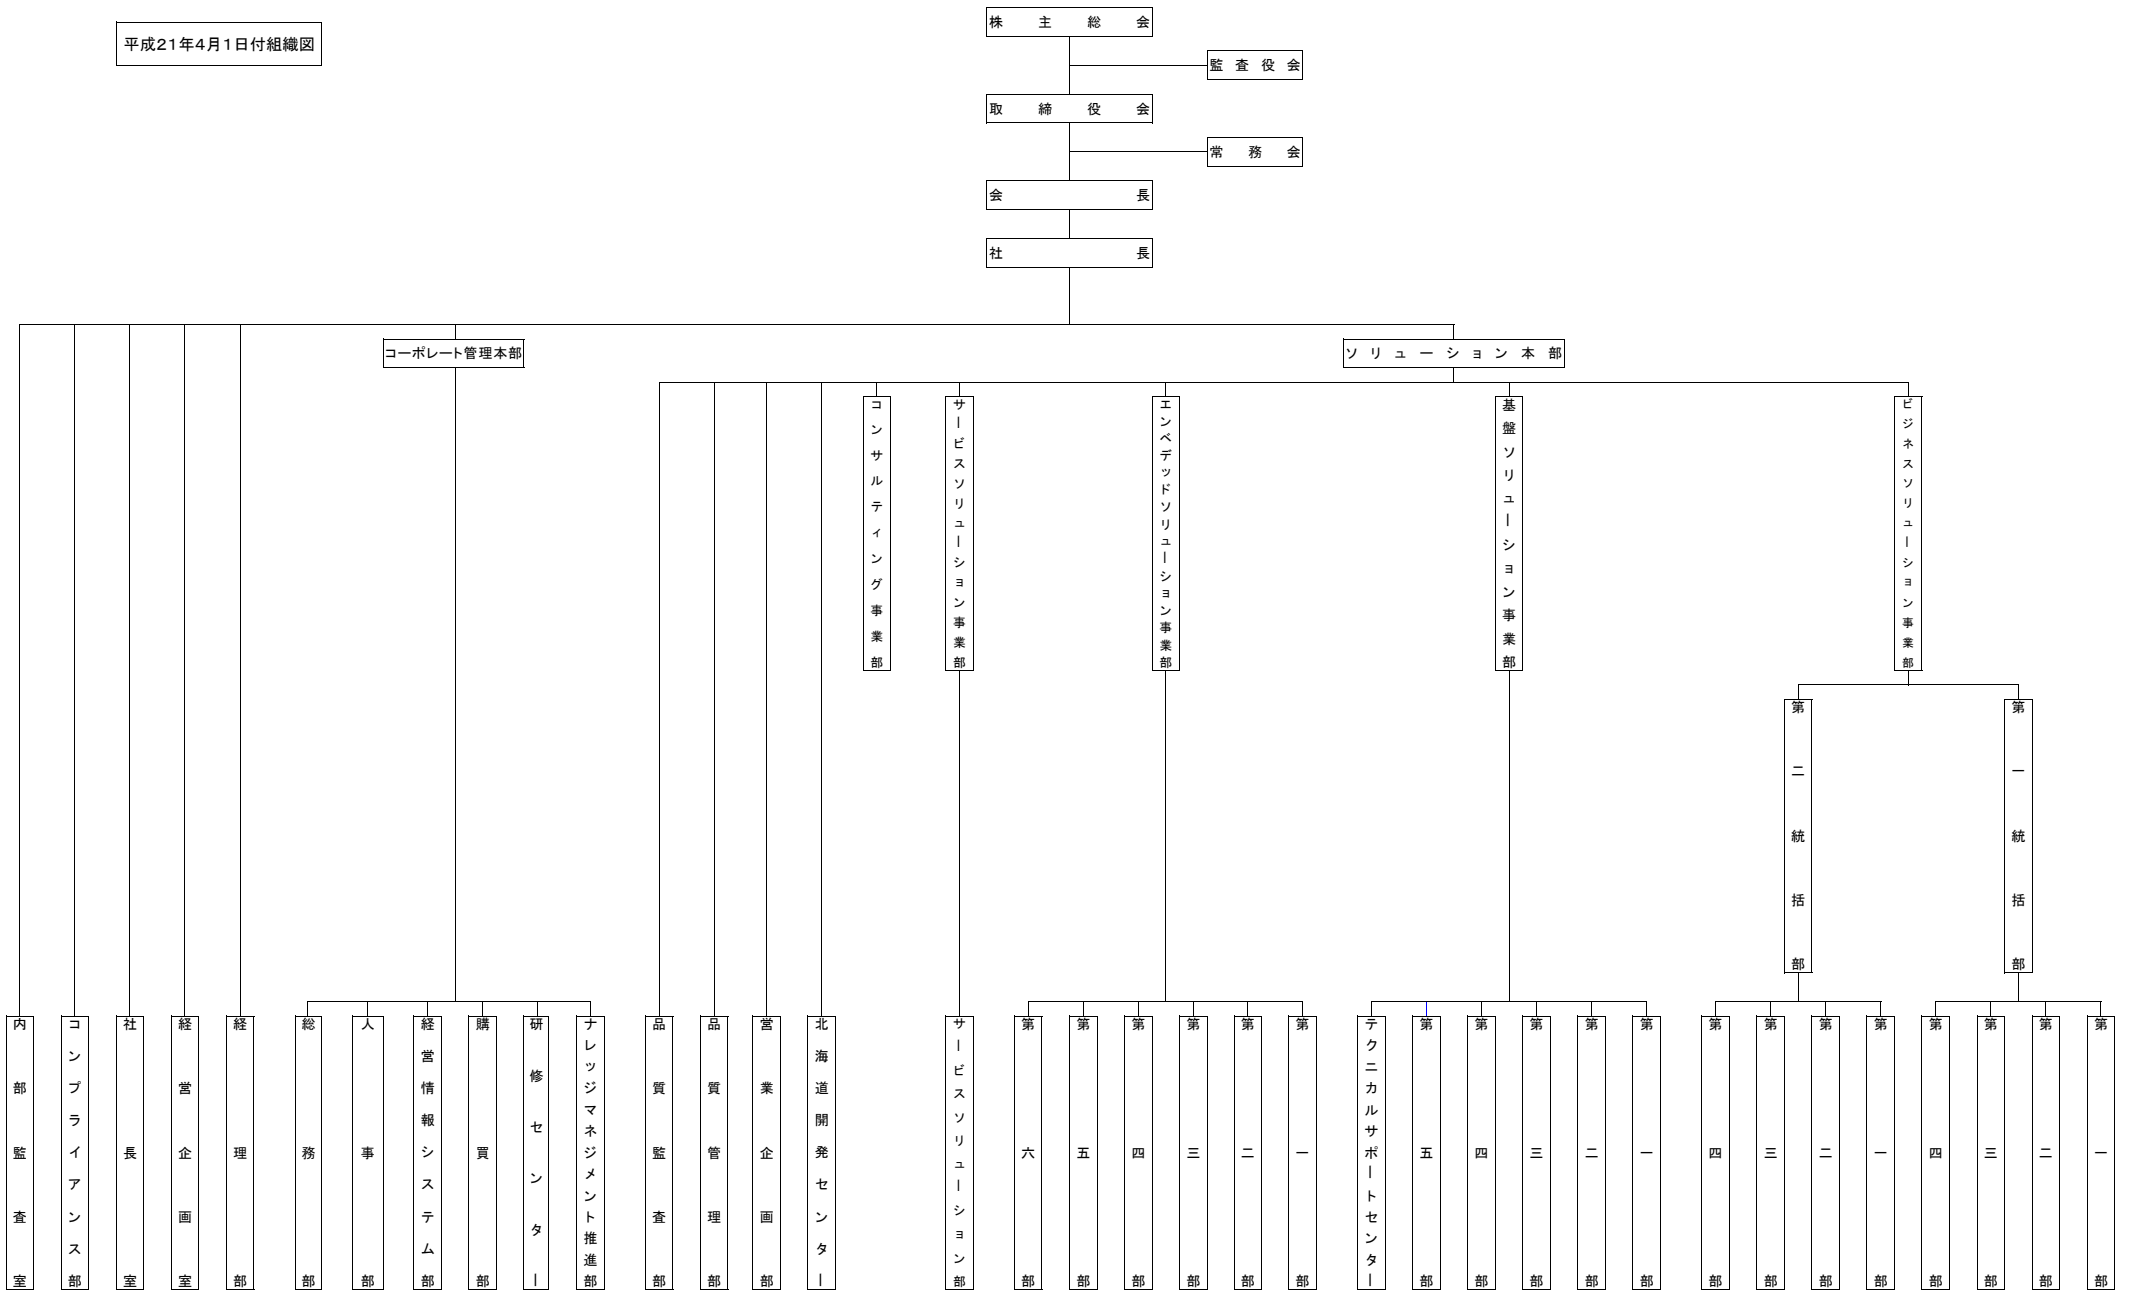 平成21年4月1日付組織図
株主総会
監査役会
取締役会
常務会
会長
社長
コーポレート管理本部
ソリューション本部
コンサルティング事業部
サービスソリューション事業部
エンベデッドソリューション事業部
基盤ソリューション事業部
ビジネスソリューション事業部
第二統括部
第一統括部
内部監査室
コンプライアンス部
社長室
経営企画室
経理部
総務部
人事部
経営情報システム部
購買部
研修センター
ナレッジマネジメント推進部
品質監査部
品質管理部
営業企画部
北海道開発センター
サービスソリューション部
第六部
第五部
第四部
第三部
第二部
第一部
テクニカルサポートセンター
第五部
第四部
第三部
第二部
第一部
第四部
第三部
第二部
第一部
第四部
第三部
第二部
第一部